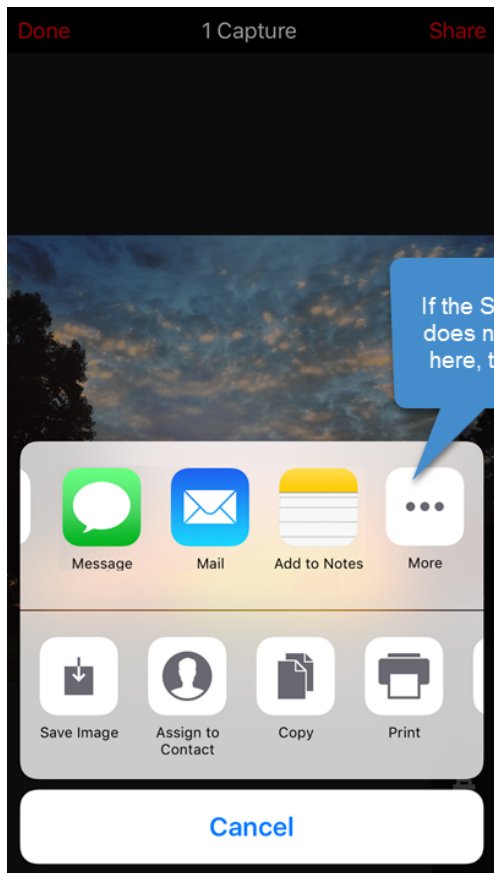 Done 1 Capture Share
If the S
does n
here, t
Message Mail Add to Notes More
Save Image Assign to Copy Print
Contact
Cancel